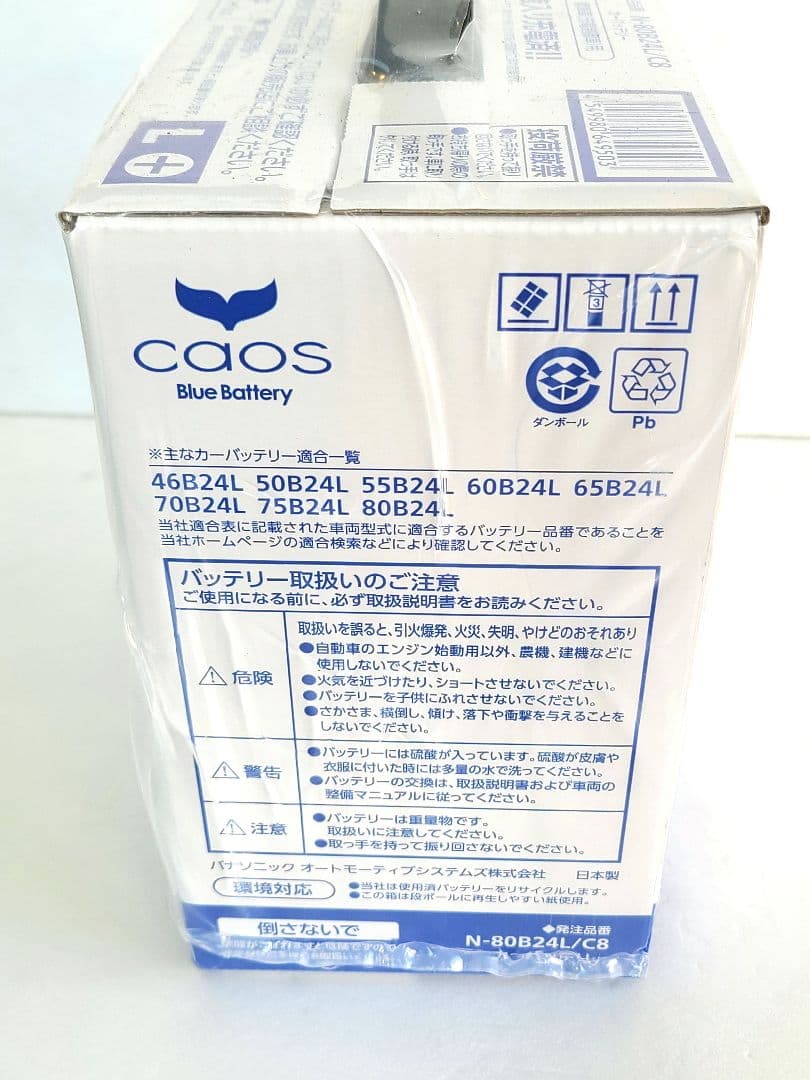 N-80B24L/C8
投荷厳禁
4549980649503
+1
caos
Blue Battery
3
ダンボール
Pb
※主なカーバッテリー適合一覧
46B24L 50B24L 55B24L 60B24L 65B24L
70B24L 75B24L 80B24L
当社適合表に記載された車両型式に適合するバッテリー品番であることを
当社ホームページの適合検索などにより確認してください。
バッテリー取扱いのご注意
ご使用になる前に、必ず取扱説明書をお読みください。
危険
取扱いを誤ると、引火爆発、火災、失明、やけどのおそれあり
●自動車のエンジン始動用以外、農機、建機などに
使用しないでください。
●火気を近づけたり、ショートさせないでください。
●バッテリーを子供にふれさせないでください。
●さかさま、横倒し、傾け、落下や衝撃を与えることを
しないでください。
警告
●バッテリーには硫酸が入っています。硫酸が皮膚や
衣服に付いた時には多量の水で洗ってください。
●バッテリーの交換は、取扱説明書および車両の
整備マニュアルに従ってください。
注意
●バッテリーは重量物です。
取扱いに注意してください。
●取っ手を持って振り回さないでください。
パナソニック オートモーティブシステムズ株式会社 日本製
環境対応
●当社は使用済バッテリーをリサイクルします。
●この箱は段ボールに再生しやすい紙使用。
倒さないで
◆発注品番
N-80B24L/C8